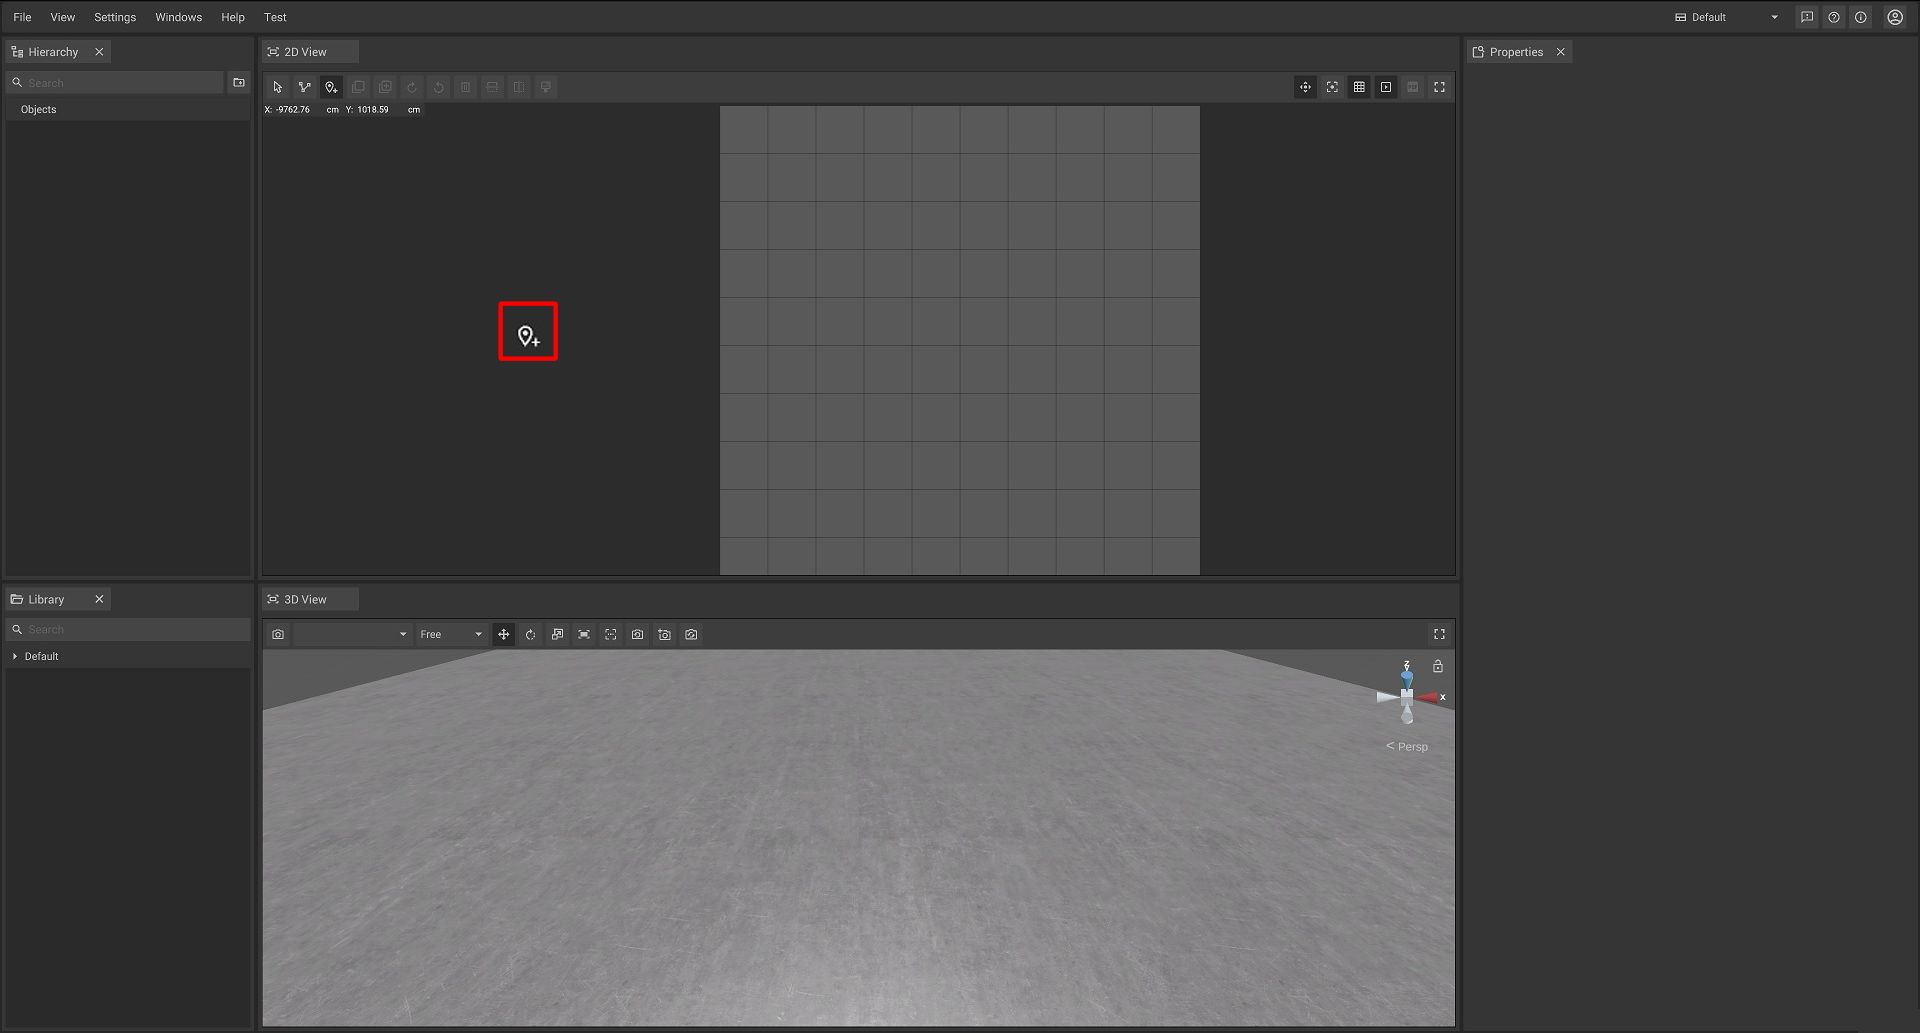 File View Settings Windows Help Test Default
Hierarchy
Search
Objects
2D View
X: -9762.76 cm Y: 1018.59 cm
Properties
Library
Search
Default
3D View
Free
Z
Y
X
< Persp